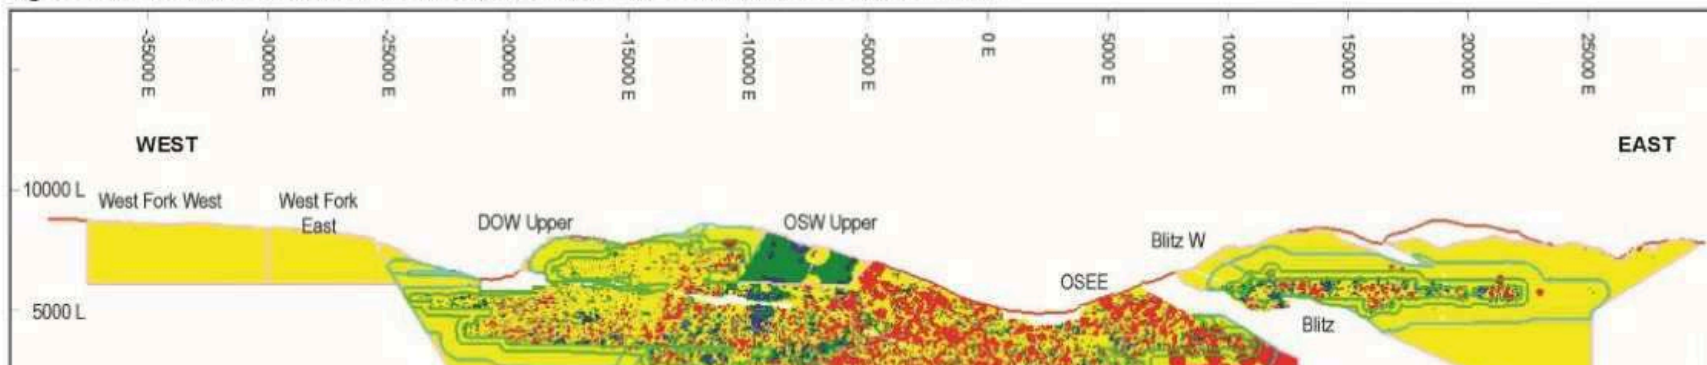 -35000 E
-30000 E
-25000 E
-20000 E
-15000 E
-10000 E
-5000 E
0 E
5000 E
10000 E
15000 E
20000 E
25000 E
WEST
EAST
10000 L
West Fork West
West Fork
East
DOW Upper
OSW Upper
Blitz W
OSEE
5000 L
Blitz